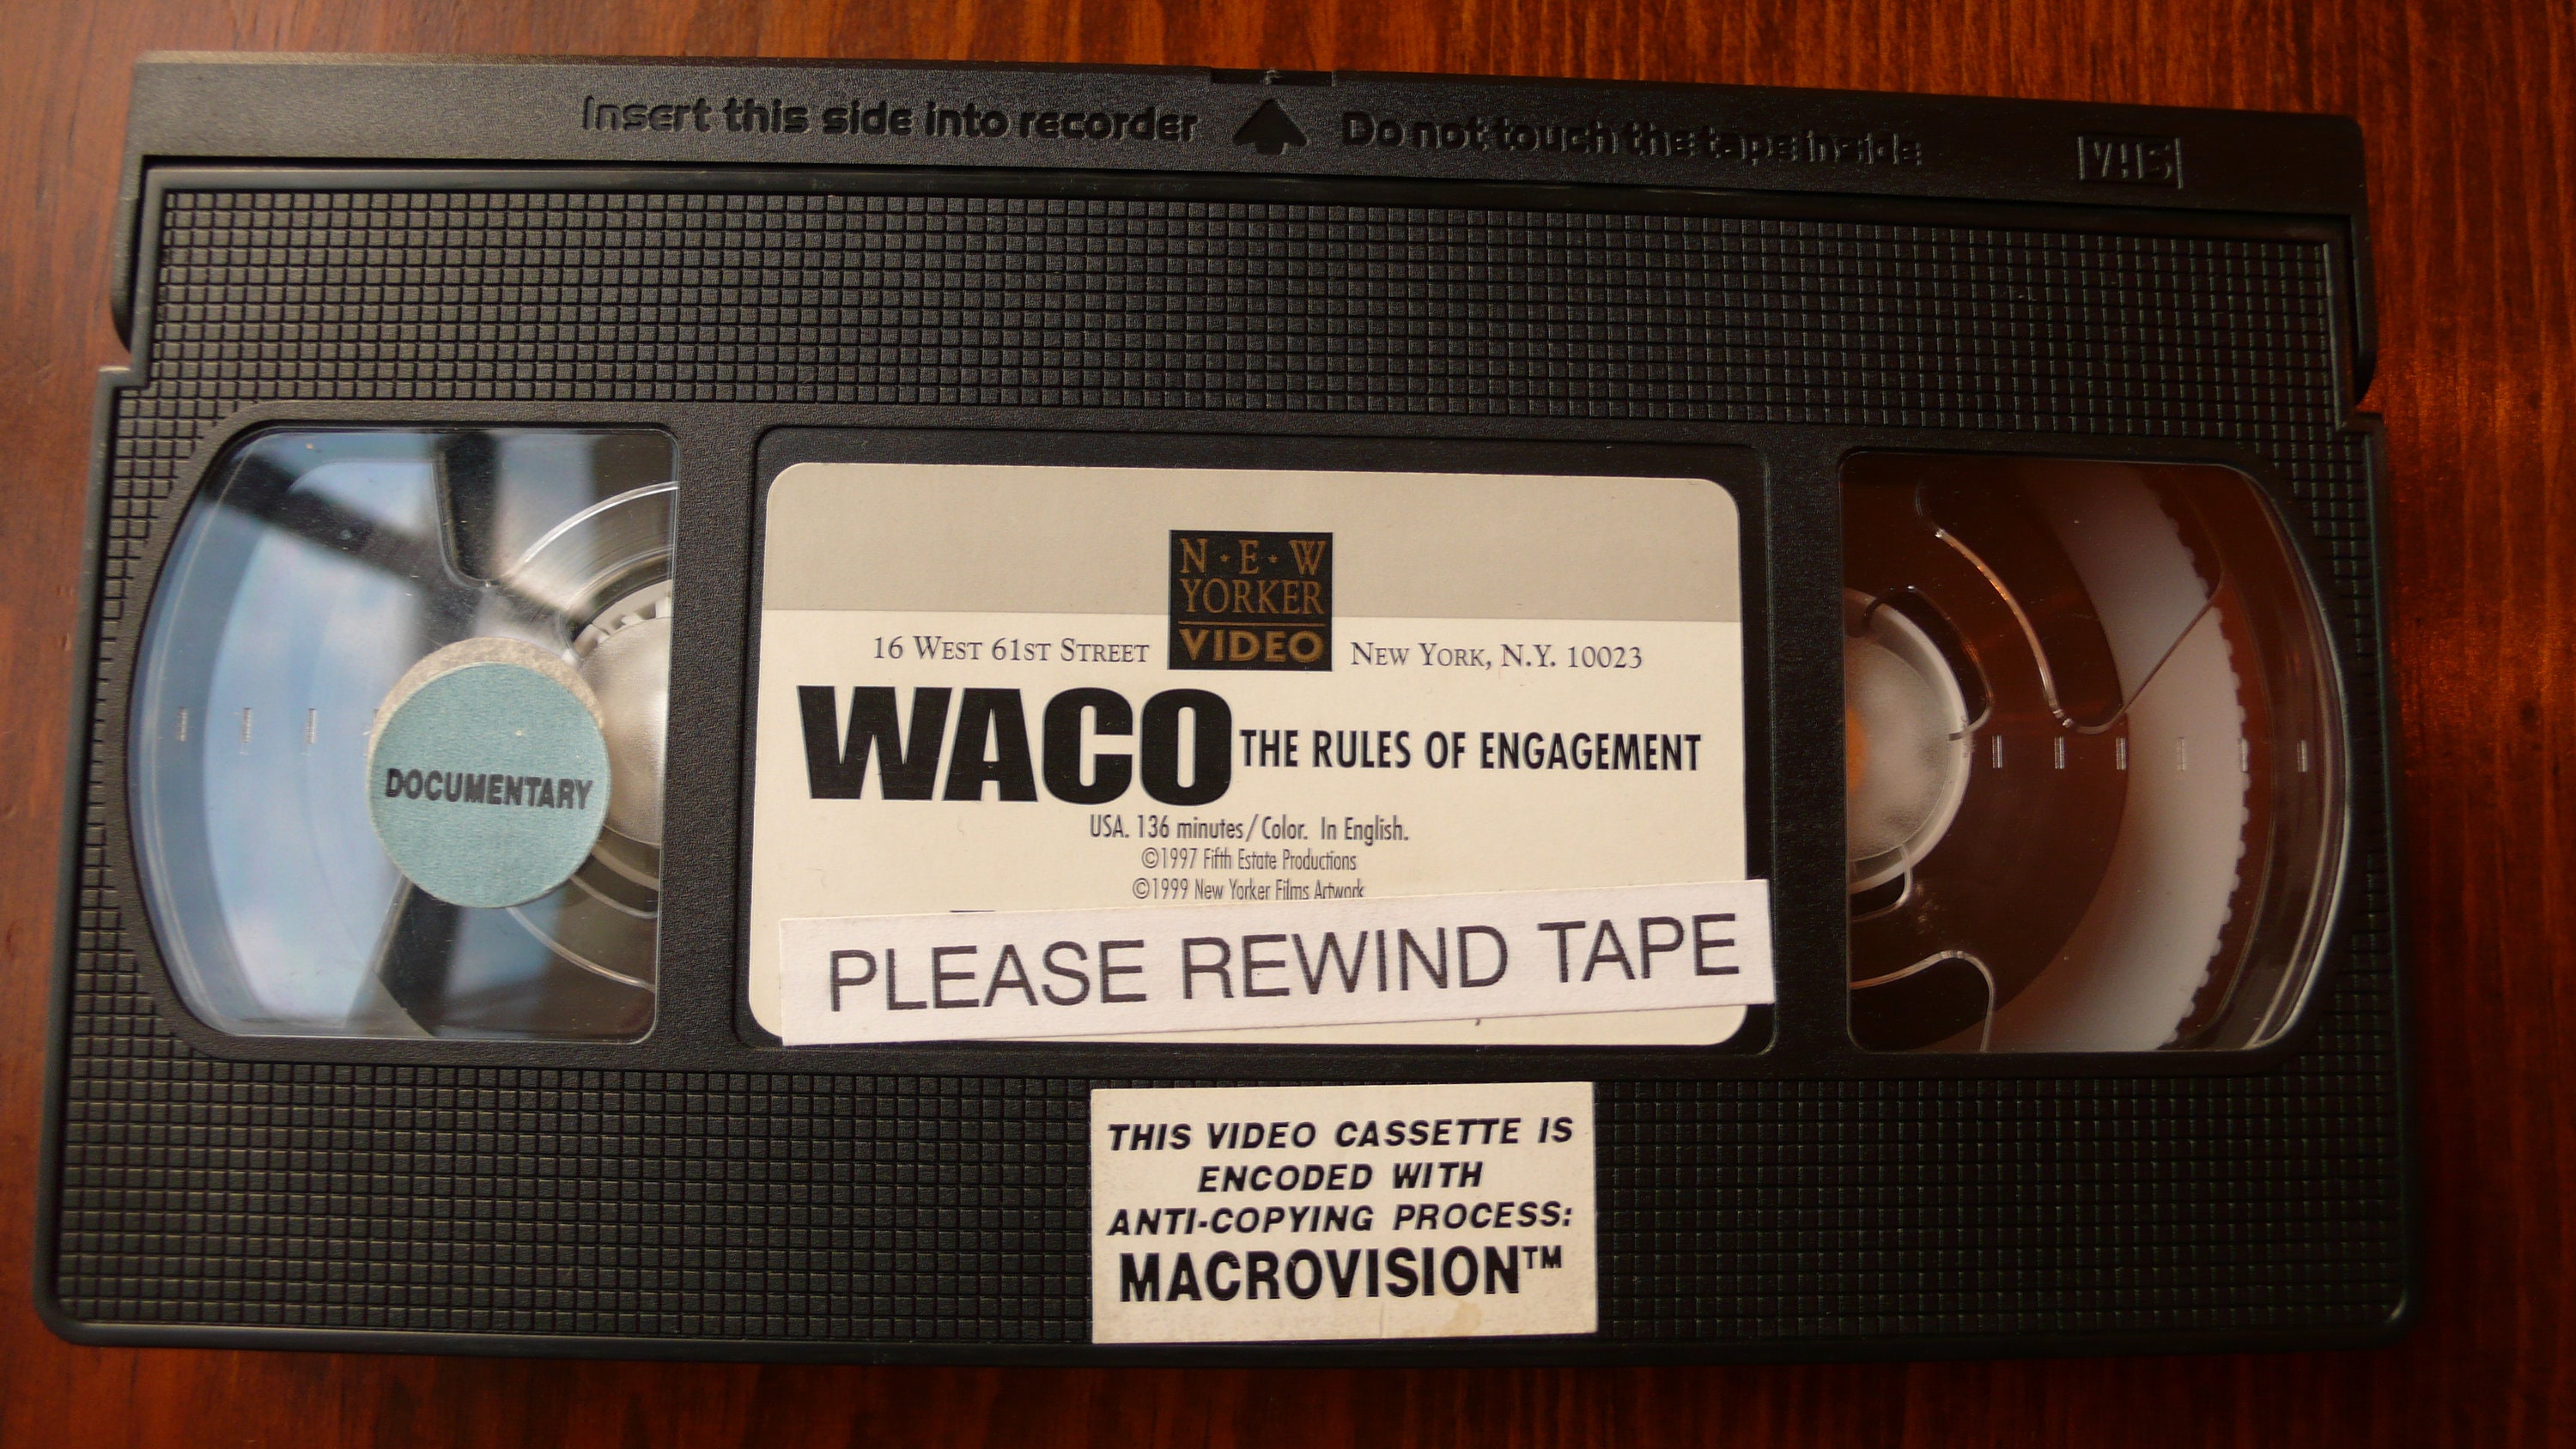 Insert this side into recorder Do not touch the tape inside VHS
N·E·W
YORKER
VIDEO
16 WEST 61ST STREET NEW YORK, N.Y. 10023
WACO THE RULES OF ENGAGEMENT
USA. 136 minutes/Color. In English.
©1997 Fifth Estate Productions
©1999 New Yorker Films Artwork
DOCUMENTARY
PLEASE REWIND TAPE
THIS VIDEO CASSETTE IS
ENCODED WITH
ANTI-COPYING PROCESS:
MACROVISION™